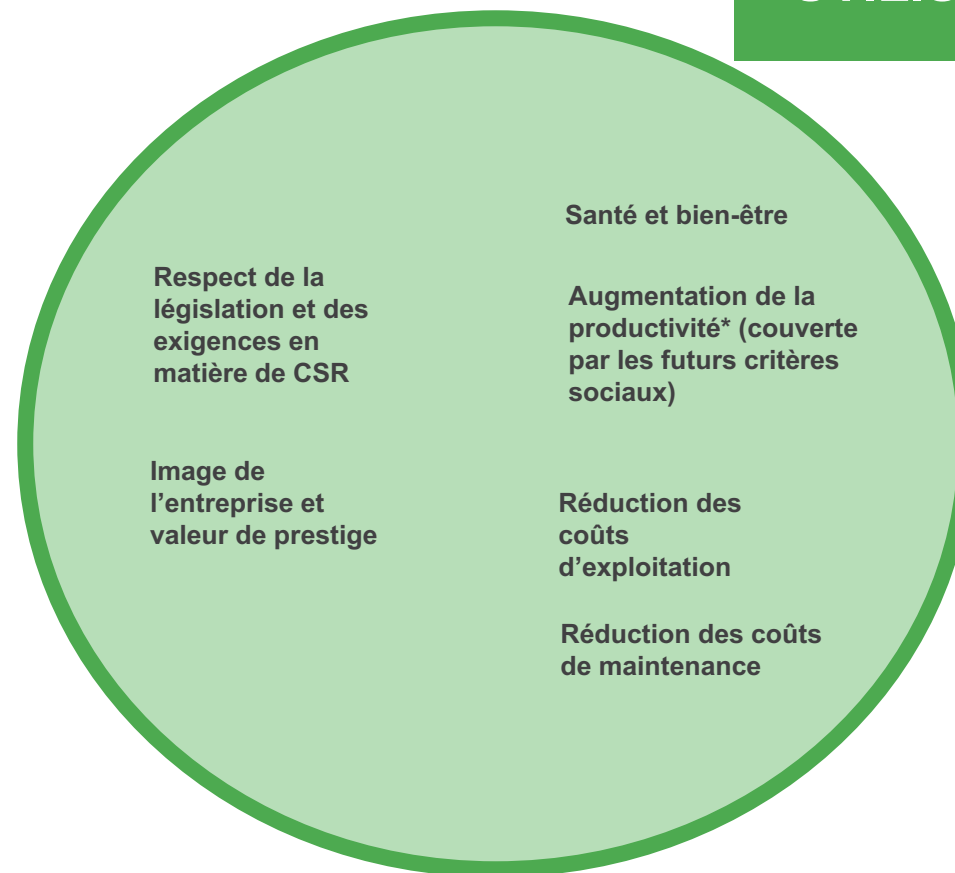 Santé et bien-être
Respect de la
législation et des
exigences en
matière de CSR
Augmentation de la
productivité* (couverte
par les futurs critères
sociaux)
Image de
l’entreprise et
valeur de prestige
Réduction des
coûts
d’exploitation
Réduction des coûts
de maintenance